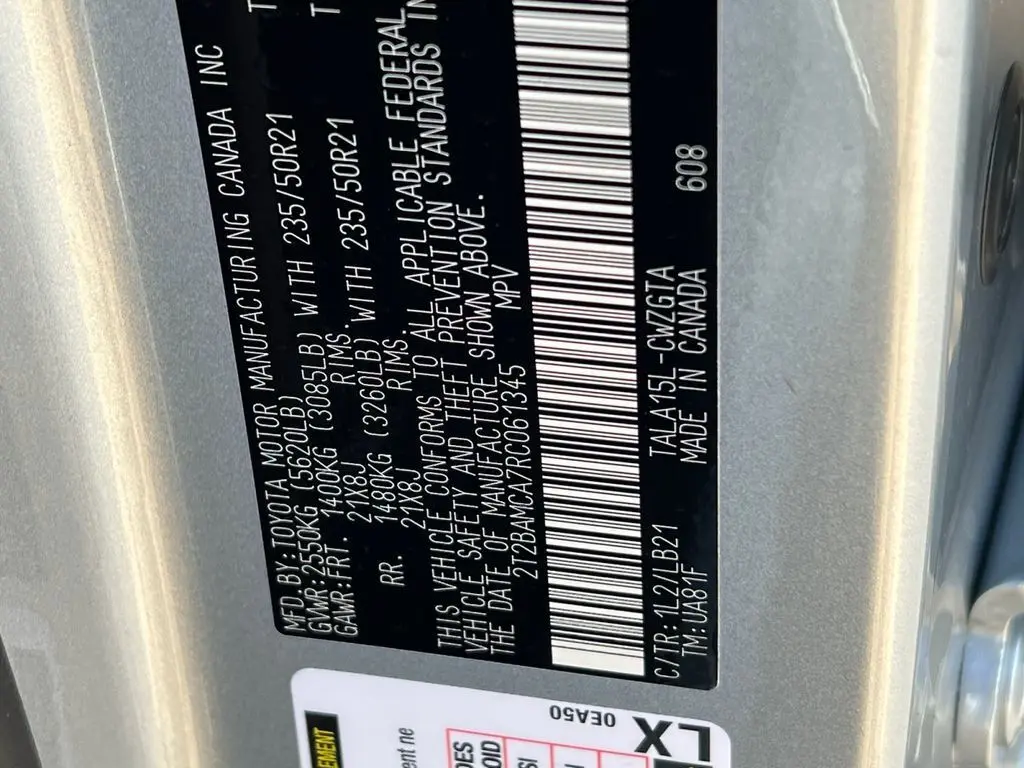 MFD.BY:TOYOTA MOTOR MANUFACTURING CANADA INC
GVWR:2550KG (5620LB)
GAWR:FRT. 1400KG (3085LB) WITH 235/50R21 T
21X8J RIMS.
RR. 1480KG (3260LB) WITH 235/50R21 T
21X8J RIMS.
THIS VEHICLE CONFORMS TO ALL APPLICABLE FEDERAL
VEHICLE SAFETY AND THEFT PREVENTION STANDARDS IN
THE DATE OF MANUFACTURE SHOWN ABOVE.
2T2BAMCA7RC061345 MPV
C/TR:1L2/LB21 TALA15L-CWZGTA 608
TM:UA81F MADE IN CANADA
LX
0EA50